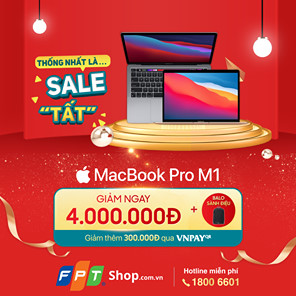 THỐNG NHẤT LÀ...
SALE
"TẤT"
MacBook Pro M1
GIẢM NGAY
4.000.000Đ
+
BALO
SÀNH ĐIỆU
Giảm thêm 300.000Đ qua VNPAYQR
FPT Shop.com.vn
Hotline miễn phí
1800 6601